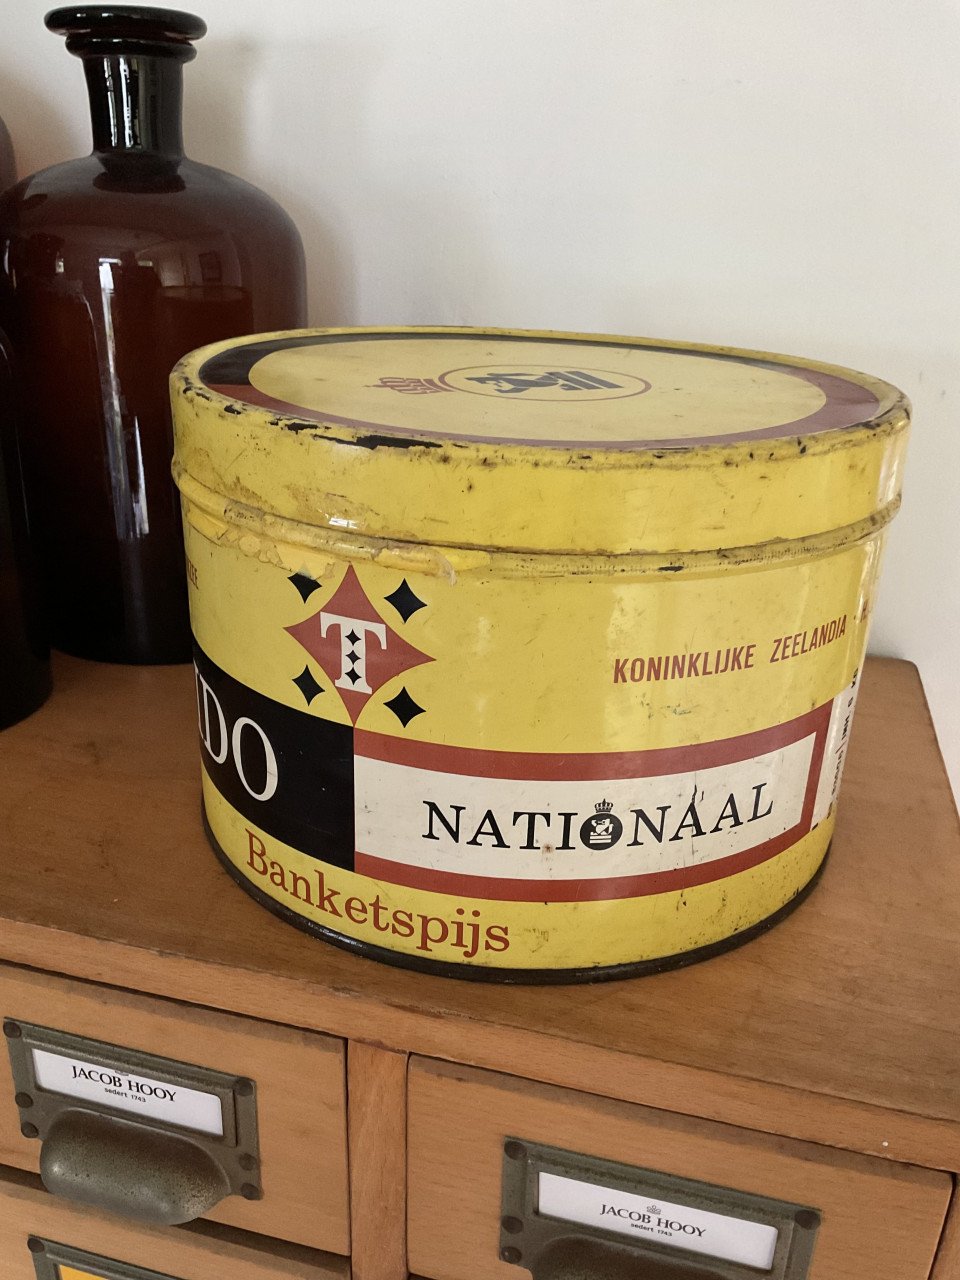 T
KONINKLIJKE ZEELANDIA
DO
NATIONAAL
Banketspijs
JACOB HOOY
sedert 1743
JACOB HOOY
sedert 1743